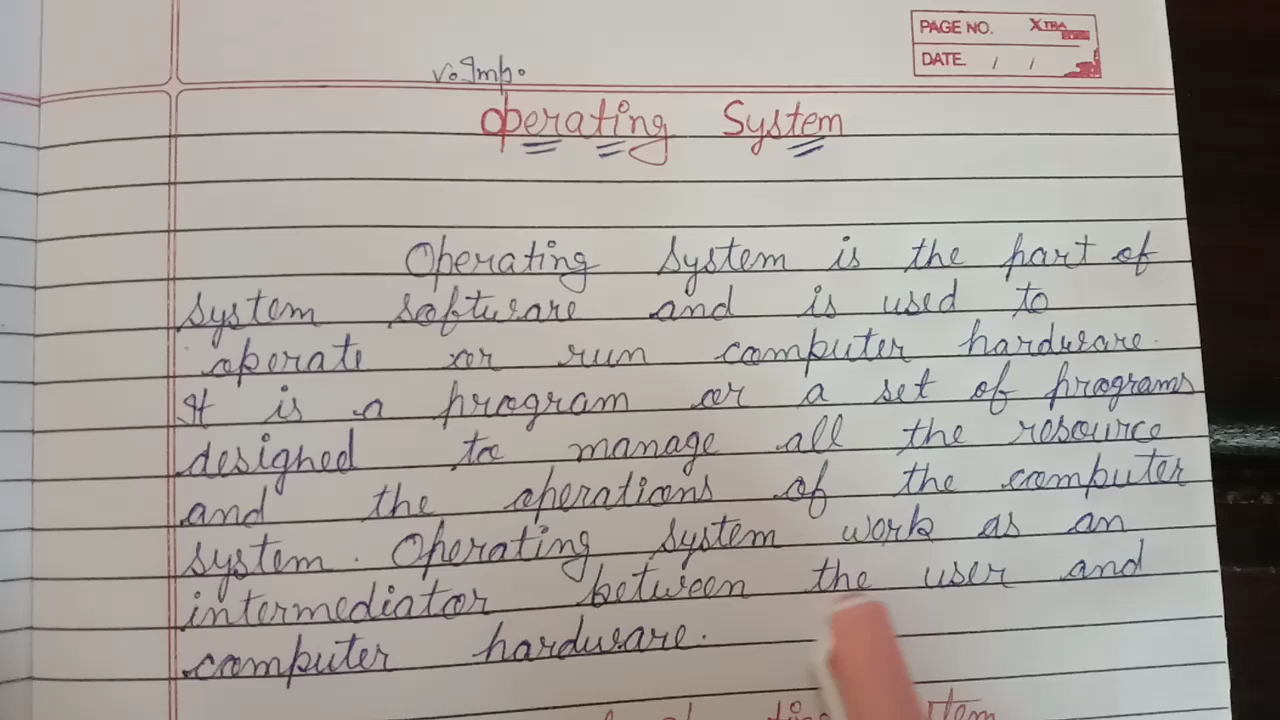 PAGE NO. XTRA
DATE / /
v. Imp.
Operating System
Operating system is the part of
system software and is used to
operate or run computer hardware.
It is a program or a set of programs
designed to manage all the resource
and the operations of the computer
system. Operating system work as an
intermediator between the user and
computer hardware.